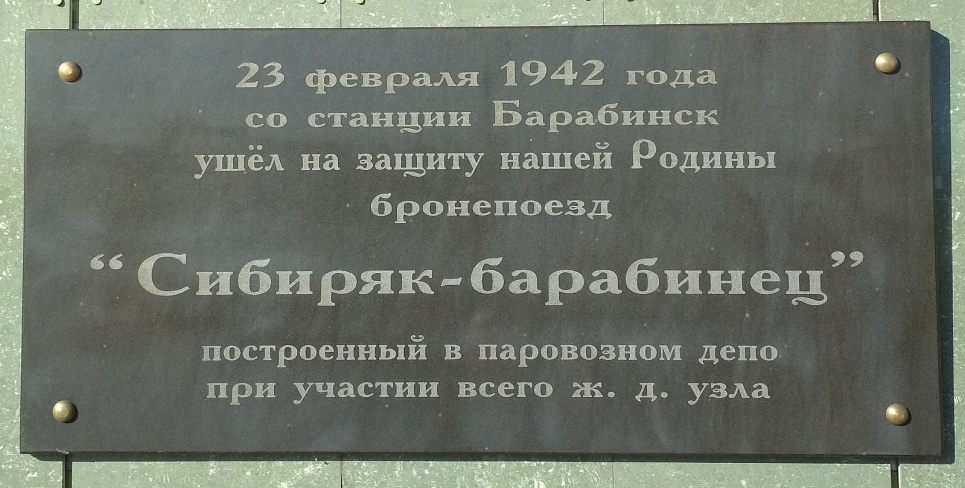 23 февраля 1942 года
со станции Барабинск
ушёл на защиту нашей Родины
бронепоезд
“Сибиряк-барабинец”
построенный в паровозном депо
при участии всего ж. д. узла